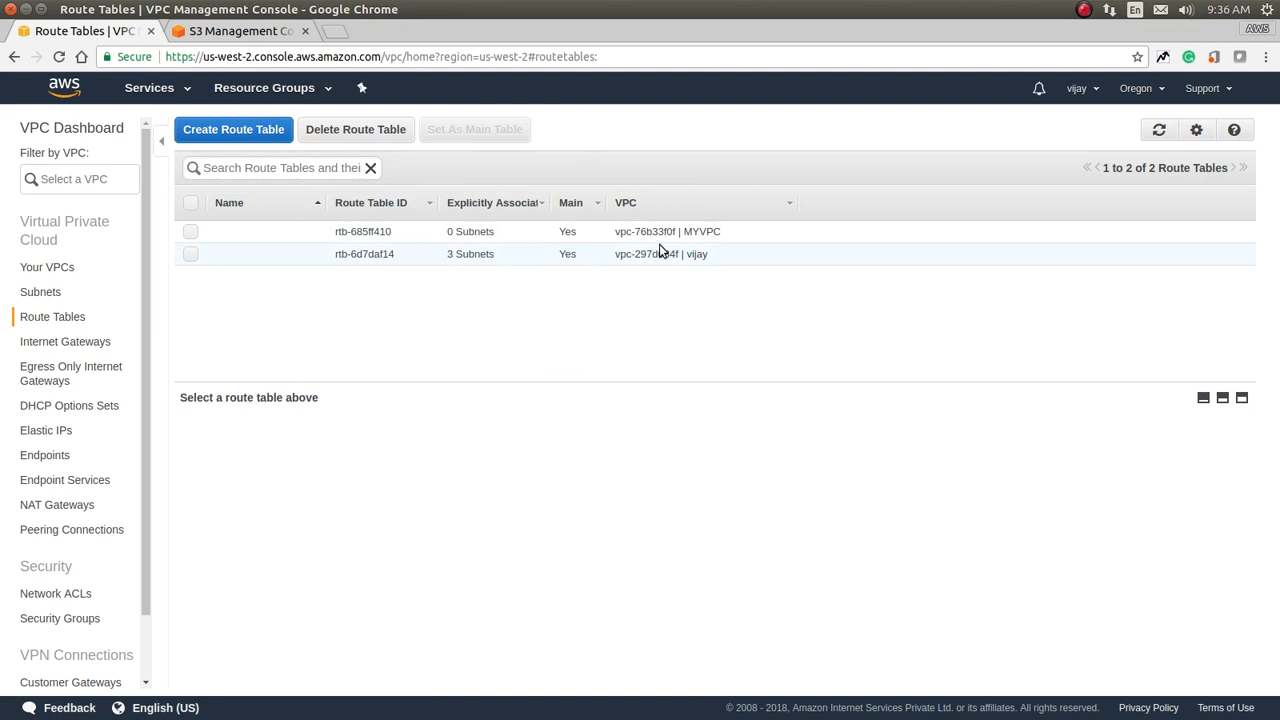 Route Tables | VPC Management Console - Google Chrome
En
9:36 AM
Route Tables | VPC
S3 Management Co
AWS
Secure
https://us-west-2.console.aws.amazon.com/vpc/home?region=us-west-2#routetables:
aws
Services
Resource Groups
vijay
Oregon
Support
VPC Dashboard
Filter by VPC:
Select a VPC
Virtual Private
Cloud
Your VPCs
Subnets
Route Tables
Internet Gateways
Egress Only Internet
Gateways
DHCP Options Sets
Elastic IPs
Endpoints
Endpoint Services
NAT Gateways
Peering Connections
Security
Network ACLs
Security Groups
VPN Connections
Customer Gateways
Create Route Table
Delete Route Table
Set As Main Table
Search Route Tables and thei
1 to 2 of 2 Route Tables
Name Route Table ID Explicitly Associat Main VPC
rtb-685ff410 0 Subnets Yes vpc-76b33f0f | MYVPC
rtb-6d7daf14 3 Subnets Yes | vijay
Select a route table above
Feedback
English (US)
© 2008 - 2018, Amazon Internet Services Private Ltd. or its affiliates. All rights reserved.
Privacy Policy
Terms of Use